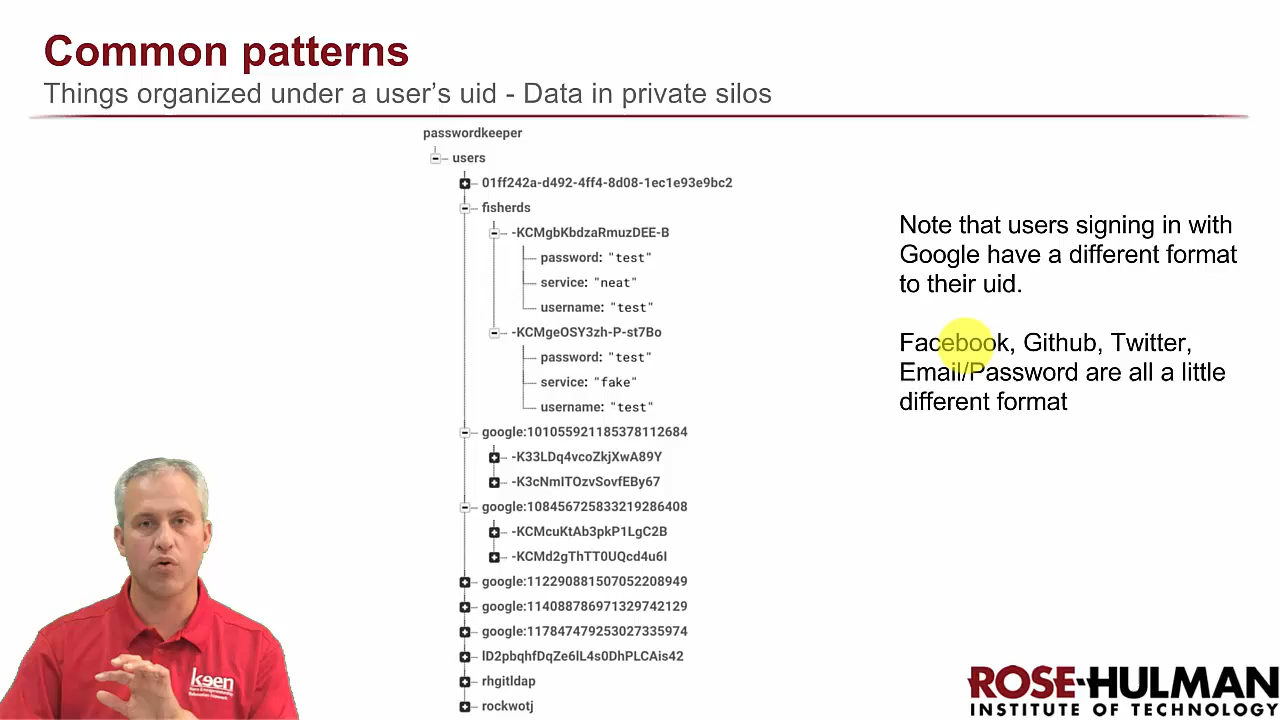 Common patterns
Things organized under a user's uid - Data in private silos
passwordkeeper
users
01ff242a-d492-4ff4-8d08-1ec1e93e9bc2
fisherds
-KCMgbKbdzaRmuzDEE-B
password: "test"
service: "neat"
username: "test"
-KCMgeOSY3zh-P-st7Bo
password: "test"
service: "fake"
username: "test"
google:101055921185378112684
-K33LDq4vcoZkjXwA89Y
-K3cNmITOzvSovfEBy67
google:108456725833219286408
-KCMcuKtAb3pkP1LgC2B
-KCMd2gThTT0UQcd4u6I
google:112290881507052208949
google:114088786971329742129
google:117847479253027335974
lD2pbqhfDqZe6lL4s0DhPLCAis42
rhgitldap
rockwotj
Note that users signing in with
Google have a different format
to their uid.
Facebook, Github, Twitter,
Email/Password are all a little
different format
keen
ROSE-HULMAN
INSTITUTE OF TECHNOLOGY